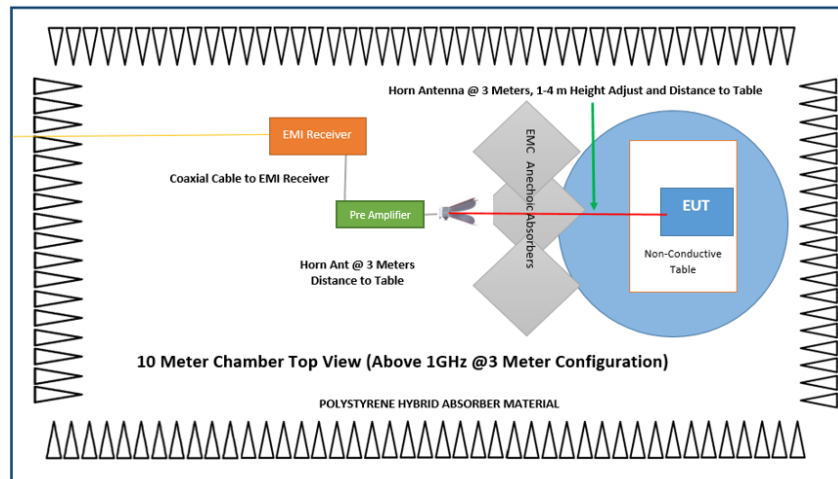 Horn Antenna @ 3 Meters, 1-4 m Height Adjust and Distance to Table
EMI Receiver
Coaxial Cable to EMI Receiver
Pre Amplifier
Horn Ant @ 3 Meters
Distance to Table
EMC Anechoic Absorbers
EUT
Non-Conductive
Table
10 Meter Chamber Top View (Above 1GHz @3 Meter Configuration)
POLYSTYRENE HYBRID ABSORBER MATERIAL